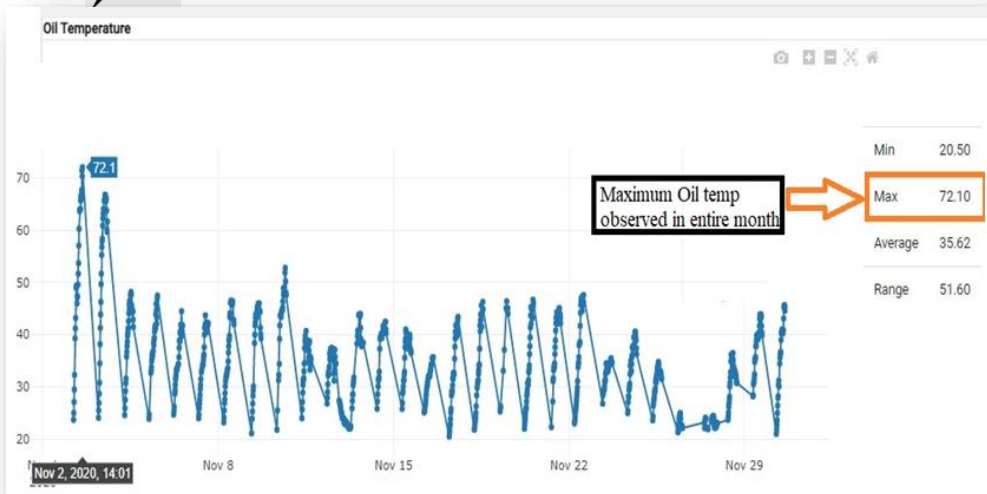 Oil Temperature
72.1
70
60
50
40
30
20
Maximum Oil temp
observed in entire month
Min 20.50
Max 72.10
Average 35.62
Range 51.60
Nov 2, 2020, 14:01
Nov 8
Nov 15
Nov 22
Nov 29